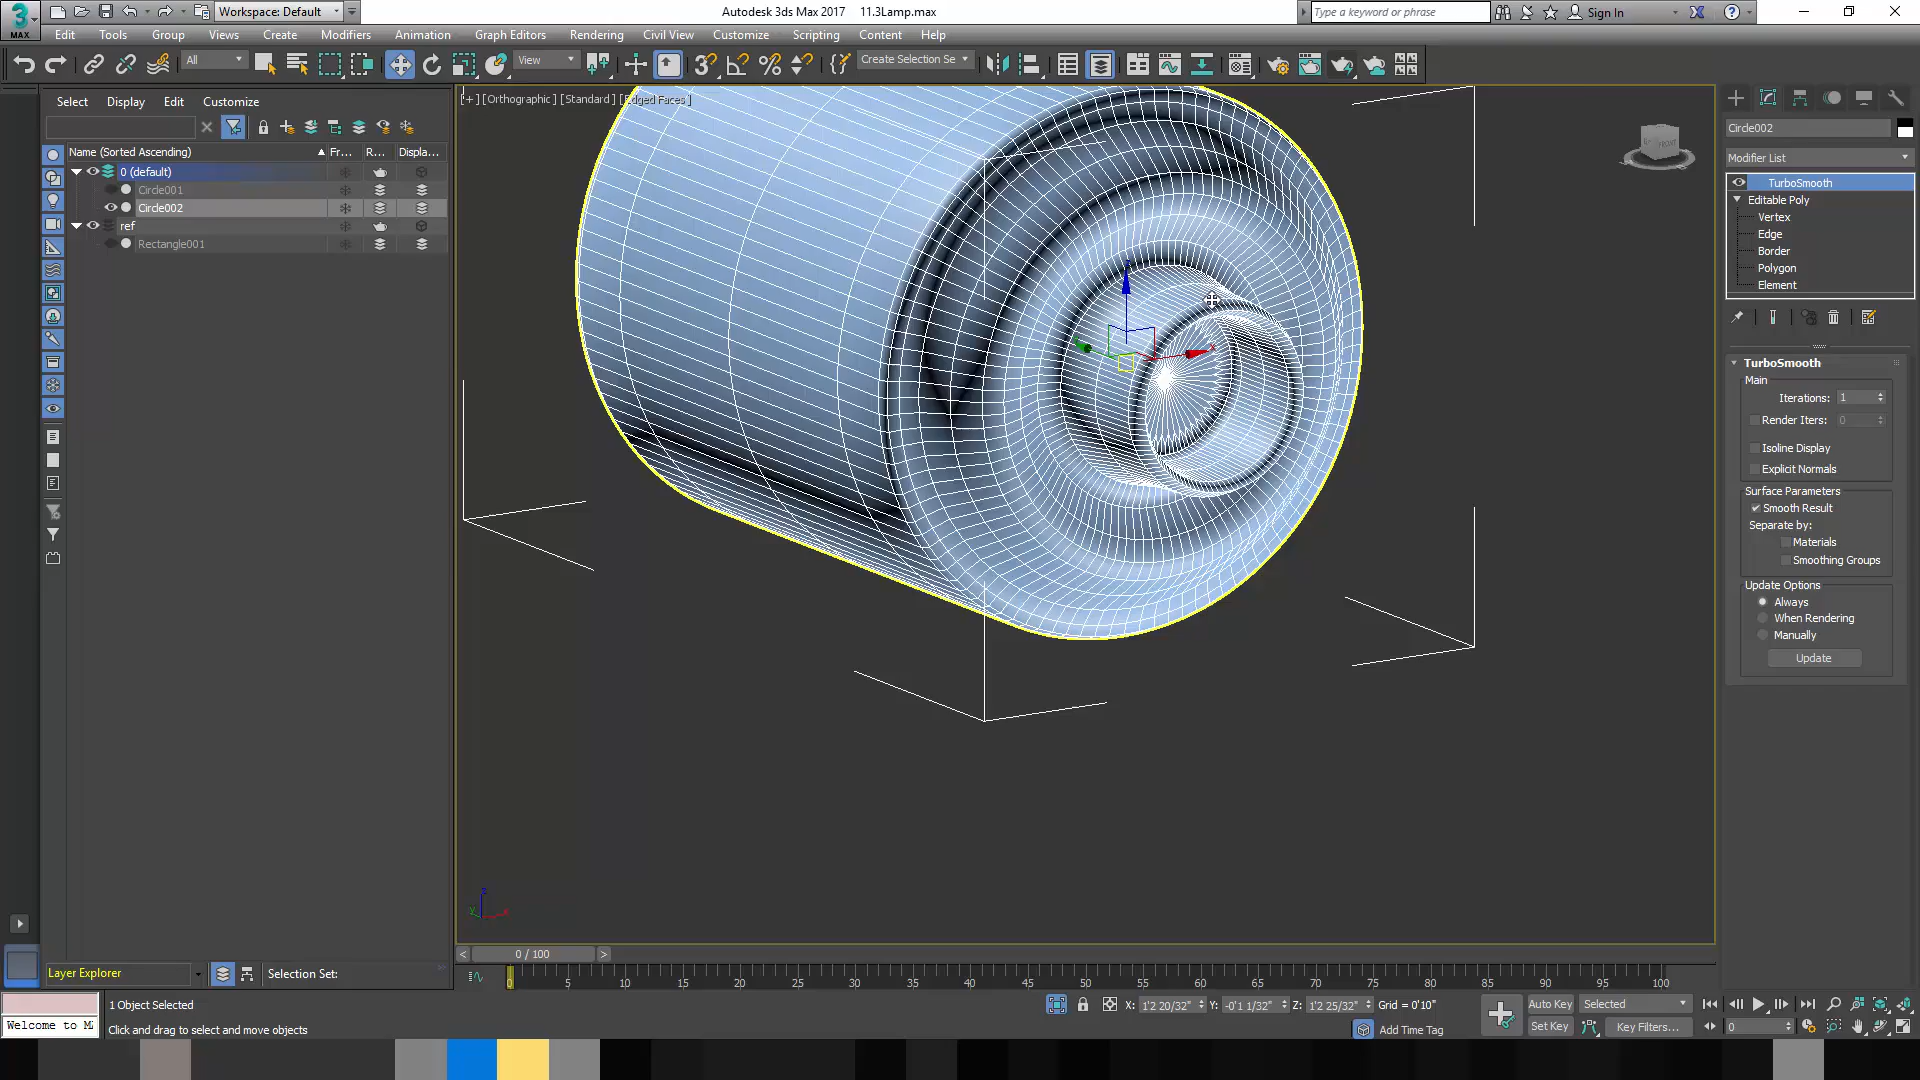 Workspace: Default
Autodesk 3ds Max 2017 11.3Lamp.max
Type a keyword or phrase
Sign In
MAX
Edit Tools Group Views Create Modifiers Animation Graph Editors Rendering Civil View Customize Scripting Content Help
All
View
Create Selection Se
Select Display Edit Customize
Name (Sorted Ascending) Fr... R... Displa...
0 (default)
Circle001
Circle002
ref
Rectangle001
[+] [Orthographic] [Standard] [Edged Faces]
Circle002
Modifier List
TurboSmooth
Editable Poly
Vertex
Edge
Border
Polygon
Element
TurboSmooth
Main
Iterations: 1
Render Iters: 0
Isoline Display
Explicit Normals
Surface Parameters
Smooth Result
Separate by:
Materials
Smoothing Groups
Update Options
Always
When Rendering
Manually
Update
< 0 / 100 >
Layer Explorer
Selection Set:
0 5 10 15 20 25 30 35 40 45 50 55 60 65 70 75 80 85 90 95 100
1 Object Selected
X: 1'2 20/32" Y: -0'1 1/32" Z: 1'2 25/32" Grid = 0'10"
Auto Key Selected
Welcome to M
Click and drag to select and move objects
Add Time Tag
Set Key Key Filters...
0